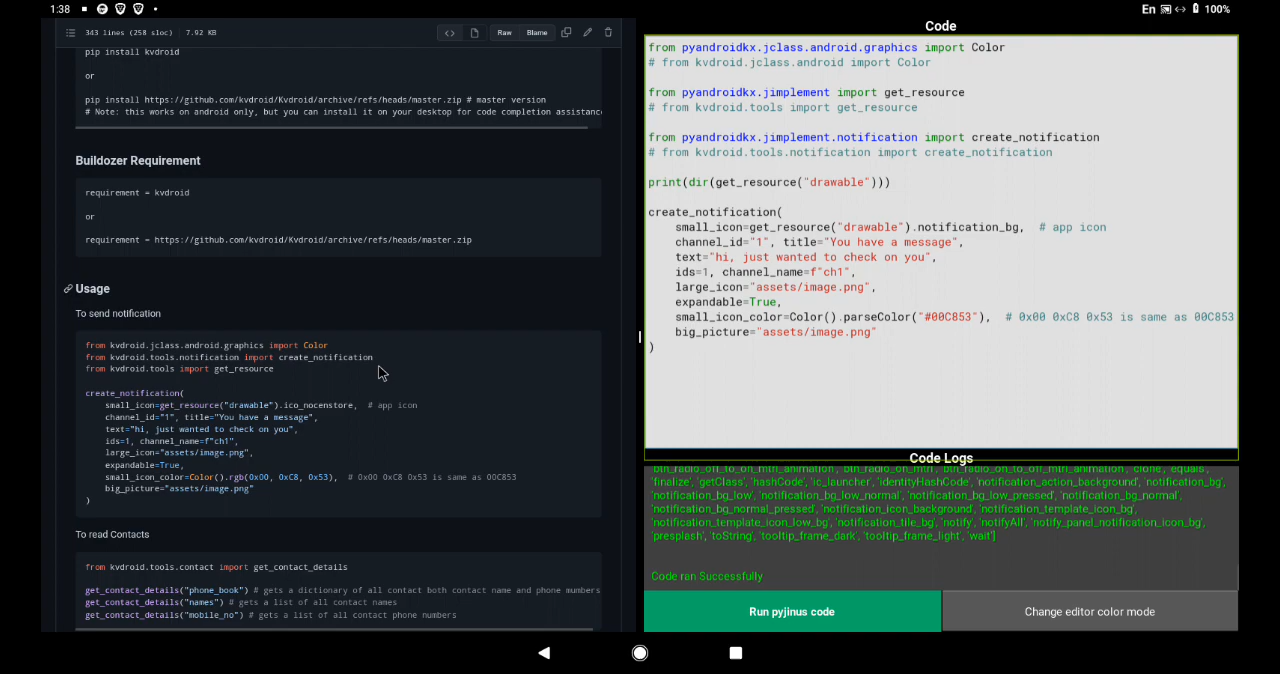 1:38
En
100%
343 lines (258 sloc) 7.92 KB
Raw
Blame
pip install kvdroid
or
pip install https://github.com/kvdroid/Kvdroid/archive/refs/heads/master.zip # master version
# Note: this works on android only, but you can install it on your desktop for code completion assistance
Buildozer Requirement
requirement = kvdroid
or
requirement = https://github.com/kvdroid/Kvdroid/archive/refs/heads/master.zip
Usage
To send notification
from kvdroid.jclass.android.graphics import Color
from kvdroid.tools.notification import create_notification
from kvdroid.tools import get_resource
create_notification(
small_icon=get_resource("drawable").ico_nocenstore,  # app icon
channel_id="1", title="You have a message",
text="hi, just wanted to check on you",
ids=1, channel_name=f"ch1",
large_icon="assets/image.png",
expandable=True,
small_icon_color=Color().rgb(0x00, 0xC8, 0x53),  # 0x00 0xC8 0x53 is same as 00C853
big_picture="assets/image.png"
)
To read Contacts
from kvdroid.tools.contact import get_contact_details
get_contact_details("phone_book") # gets a dictionary of all contact both contact name and phone mumbers
get_contact_details("names") # gets a list of all contact names
get_contact_details("mobile_no") # gets a list of all contact phone numbers
Code
from pyandroidkx.jclass.android.graphics import Color
# from kvdroid.jclass.android import Color
from pyandroidkx.jimplement import get_resource
# from kvdroid.tools import get_resource
from pyandroidkx.jimplement.notification import create_notification
# from kvdroid.tools.notification import create_notification
print(dir(get_resource("drawable")))
create_notification(
small_icon=get_resource("drawable").notification_bg,  # app icon
channel_id="1", title="You have a message",
text="hi, just wanted to check on you",
ids=1, channel_name=f"ch1",
large_icon="assets/image.png",
expandable=True,
small_icon_color=Color().parseColor("#00C853"),  # 0x00 0xC8 0x53 is same as 00C853
big_picture="assets/image.png"
)
Code Logs
'btn_radio_off_to_on_mtrl_animation', 'btn_radio_on_mtrl', 'btn_radio_on_to_off_mtrl_animation', 'clone', 'equals',
'finalize', 'getClass', 'hashCode', 'ic_launcher', 'identityHashCode', 'notification_action_background', 'notification_bg',
'notification_bg_low', 'notification_bg_low_normal', 'notification_bg_low_pressed', 'notification_bg_normal',
'notification_bg_normal_pressed', 'notification_icon_background', 'notification_template_icon_bg',
'notification_template_icon_low_bg', 'notification_tile_bg', 'notify', 'notifyAll', 'notify_panel_notification_icon_bg',
'presplash', 'toString', 'tooltip_frame_dark', 'tooltip_frame_light', 'wait']
Code ran Successfully
Run pyjinus code
Change editor color mode